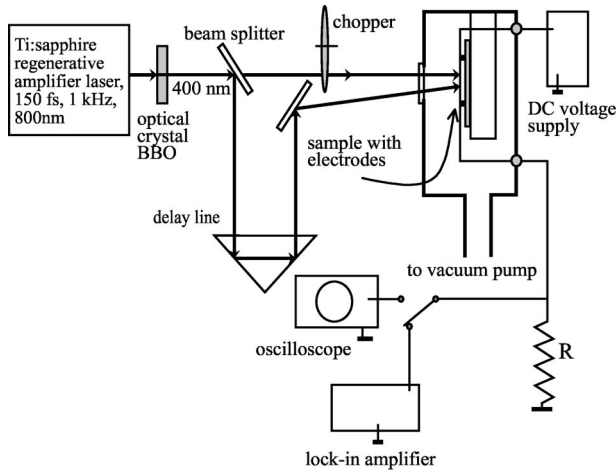 Ti:sapphire
regenerative
amplifier laser,
150 fs, 1 kHz,
800nm
beam splitter
chopper
400 nm
optical
crystal
BBO
DC voltage
supply
sample with
electrodes
delay line
to vacuum pump
oscilloscope
R
lock-in amplifier